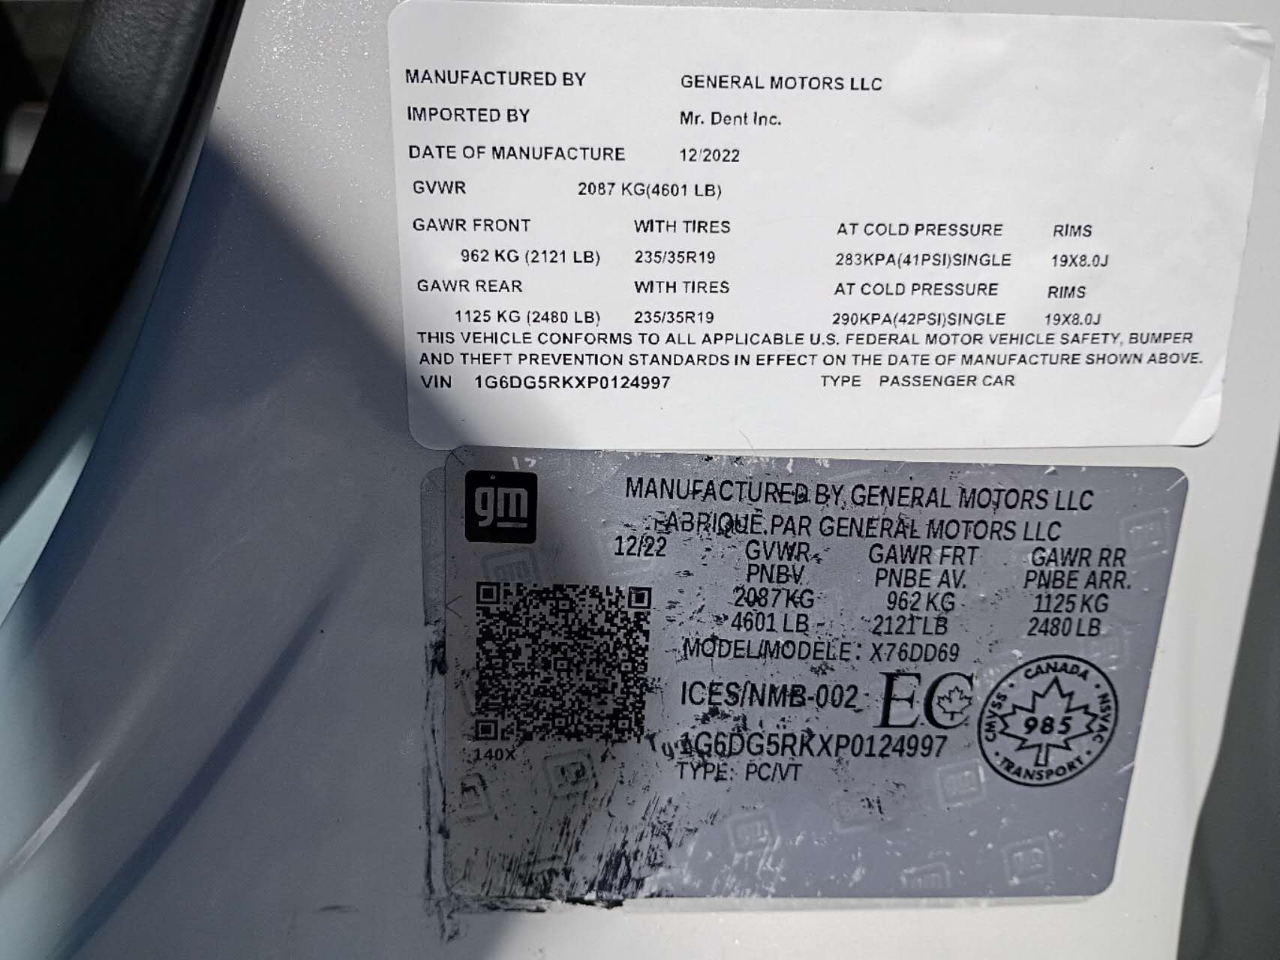 MANUFACTURED BY GENERAL MOTORS LLC
IMPORTED BY Mr. Dent Inc.
DATE OF MANUFACTURE 12/2022
GVWR 2087 KG(4601 LB)
GAWR FRONT WITH TIRES AT COLD PRESSURE RIMS
962 KG (2121 LB) 235/35R19 283KPA(41PSI)SINGLE 19X8.0J
GAWR REAR WITH TIRES AT COLD PRESSURE RIMS
1125 KG (2480 LB) 235/35R19 290KPA(42PSI)SINGLE 19X8.0J
THIS VEHICLE CONFORMS TO ALL APPLICABLE U.S. FEDERAL MOTOR VEHICLE SAFETY, BUMPER
AND THEFT PREVENTION STANDARDS IN EFFECT ON THE DATE OF MANUFACTURE SHOWN ABOVE.
VIN 1G6DG5RKXP0124997 TYPE PASSENGER CAR
gm
MANUFACTURED BY GENERAL MOTORS LLC
FABRIQUÉ PAR GENERAL MOTORS LLC
12/22 GVWR GAWR FRT GAWR RR
PNBV PNBE AV. PNBE ARR.
2087 KG 962 KG 1125 KG
4601 LB 2121 LB 2480 LB
MODEL/MODELE: X76DD69
ICES/NMB-002 EC
1G6DG5RKXP0124997
TYPE: PC/VT
140X
CANADA
CMVSS 985 NSVAC
TRANSPORT